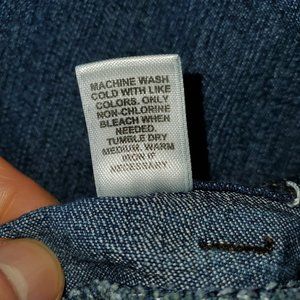 MACHINE WASH
COLD WITH LIKE
COLORS. ONLY
NON-CHLORINE
BLEACH WHEN
NEEDED.
TUMBLE DRY
MEDIUM. WARM
IRON IF
NECESSARY